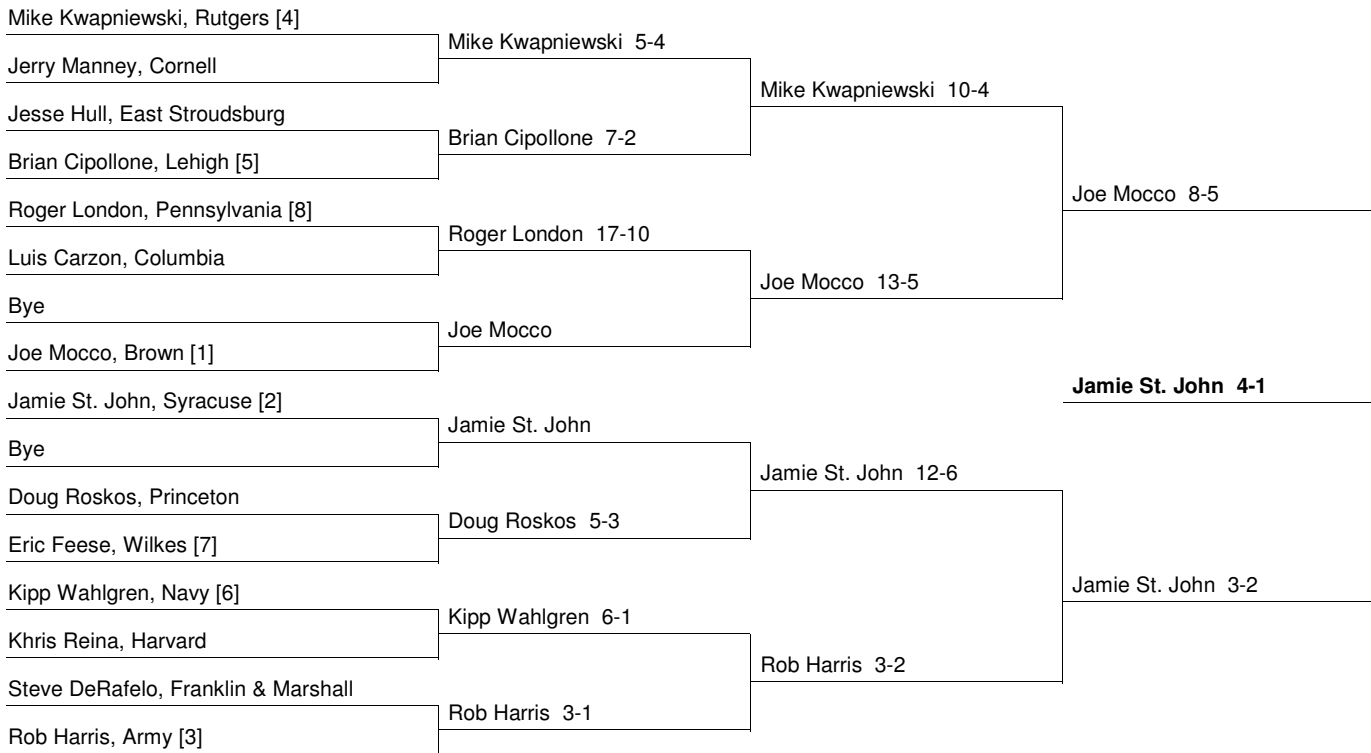 Mike Kwapniewski, Rutgers [4]
Mike Kwapniewski 5-4
Jerry Manney, Cornell
Mike Kwapniewski 10-4
Jesse Hull, East Stroudsburg
Brian Cipollone 7-2
Brian Cipollone, Lehigh [5]
Joe Mocco 8-5
Roger London, Pennsylvania [8]
Roger London 17-10
Luis Carzon, Columbia
Joe Mocco 13-5
Bye
Joe Mocco
Joe Mocco, Brown [1]
Jamie St. John 4-1
Jamie St. John, Syracuse [2]
Jamie St. John
Bye
Jamie St. John 12-6
Doug Roskos, Princeton
Doug Roskos 5-3
Eric Feese, Wilkes [7]
Jamie St. John 3-2
Kipp Wahlgren, Navy [6]
Kipp Wahlgren 6-1
Khris Reina, Harvard
Rob Harris 3-2
Steve DeRafelo, Franklin & Marshall
Rob Harris 3-1
Rob Harris, Army [3]